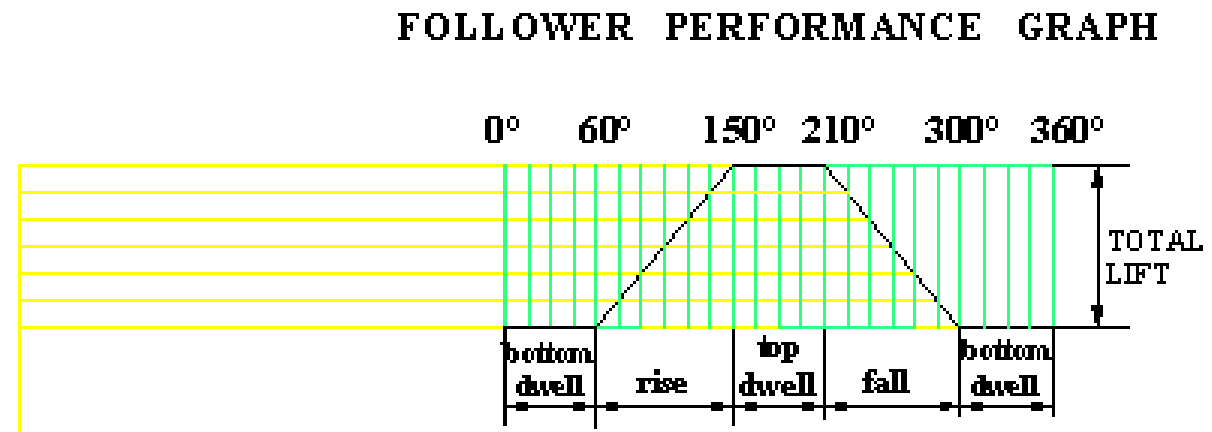 FOLLOWER PERFORMANCE GRAPH
0° 60° 150° 210° 300° 360°
TOTAL
LIFT
bottom
dwell
rise
top
dwell
fall
bottom
dwell